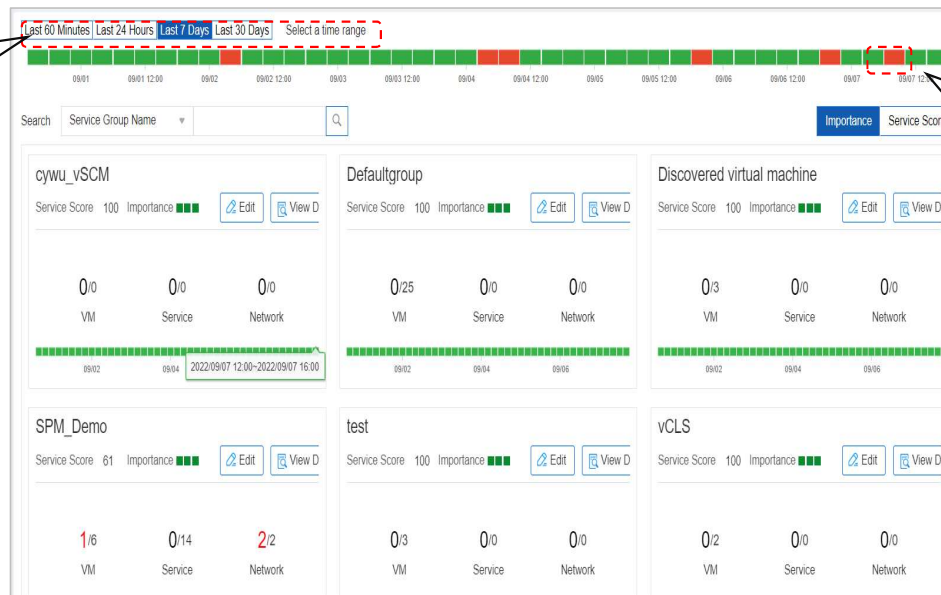 Last 60 Minutes Last 24 Hours Last 7 Days Last 30 Days Select a time range
09/01 09/01 12:00 09/02 09/02 12:00 09/03 09/03 12:00 09/04 09/04 12:00 09/05 09/05 12:00 09/06 09/06 12:00 09/07 09/07 12:00
Search Service Group Name Importance Service Scor
cywu_vSCM Defaultgroup Discovered virtual machine
Service Score 100 Importance Edit View D Service Score 100 Importance Edit View D Service Score 100 Importance Edit View D
0/0 0/0 0/0 0/25 0/0 0/0 0/3 0/0 0/0
VM Service Network VM Service Network VM Service Network
09/02 09/04 2022/09/07 12:00~2022/09/07 16:00 09/02 09/04 09/06 09/02 09/04 09/06
SPM_Demo test vCLS
Service Score 61 Importance Edit View D Service Score 100 Importance Edit View D Service Score 100 Importance Edit View D
1/6 0/14 2/2 0/3 0/0 0/0 0/2 0/0 0/0
VM Service Network VM Service Network VM Service Network